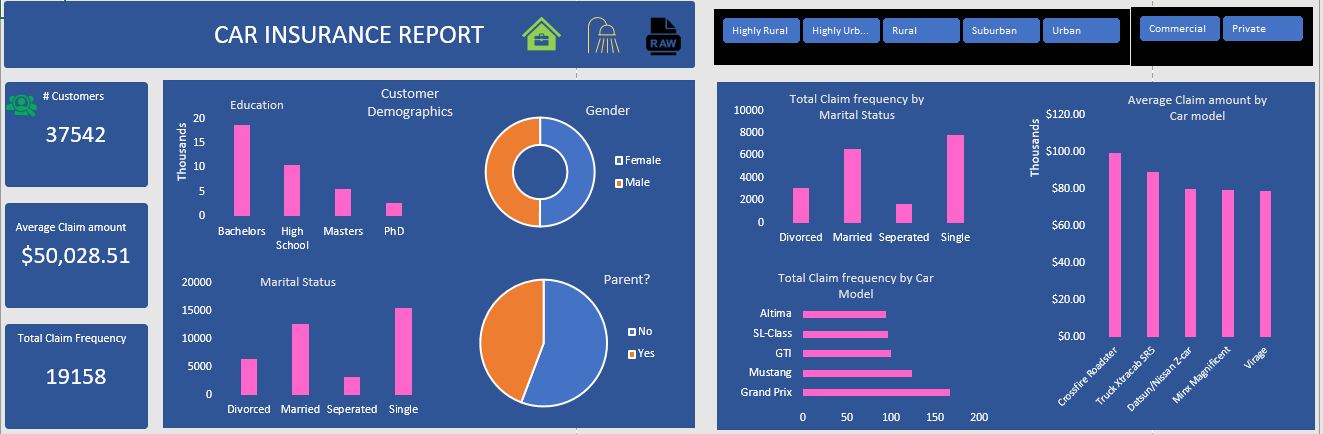 CAR INSURANCE REPORT
RAW
Highly Rural
Highly Urb...
Rural
Suburban
Urban
Commercial
Private
# Customers
37542
Average Claim amount
$50,028.51
Total Claim Frequency
19158
Customer
Demographics
Education
Thousands
20
15
10
5
0
Bachelors
High
School
Masters
PhD
Gender
Female
Male
Marital Status
20000
15000
10000
5000
0
Divorced
Married
Seperated
Single
Parent?
No
Yes
Total Claim frequency by
Marital Status
10000
8000
6000
4000
2000
0
Divorced
Married
Seperated
Single
Total Claim frequency by Car
Model
Altima
SL-Class
GTI
Mustang
Grand Prix
0
50
100
150
200
Average Claim amount by
Car model
Thousands
$120.00
$100.00
$80.00
$60.00
$40.00
$20.00
$0.00
Crossfire Roadster
Truck Xtracab SR5
Datsun/Nissan Z-car
Minx Magnificent
Virage